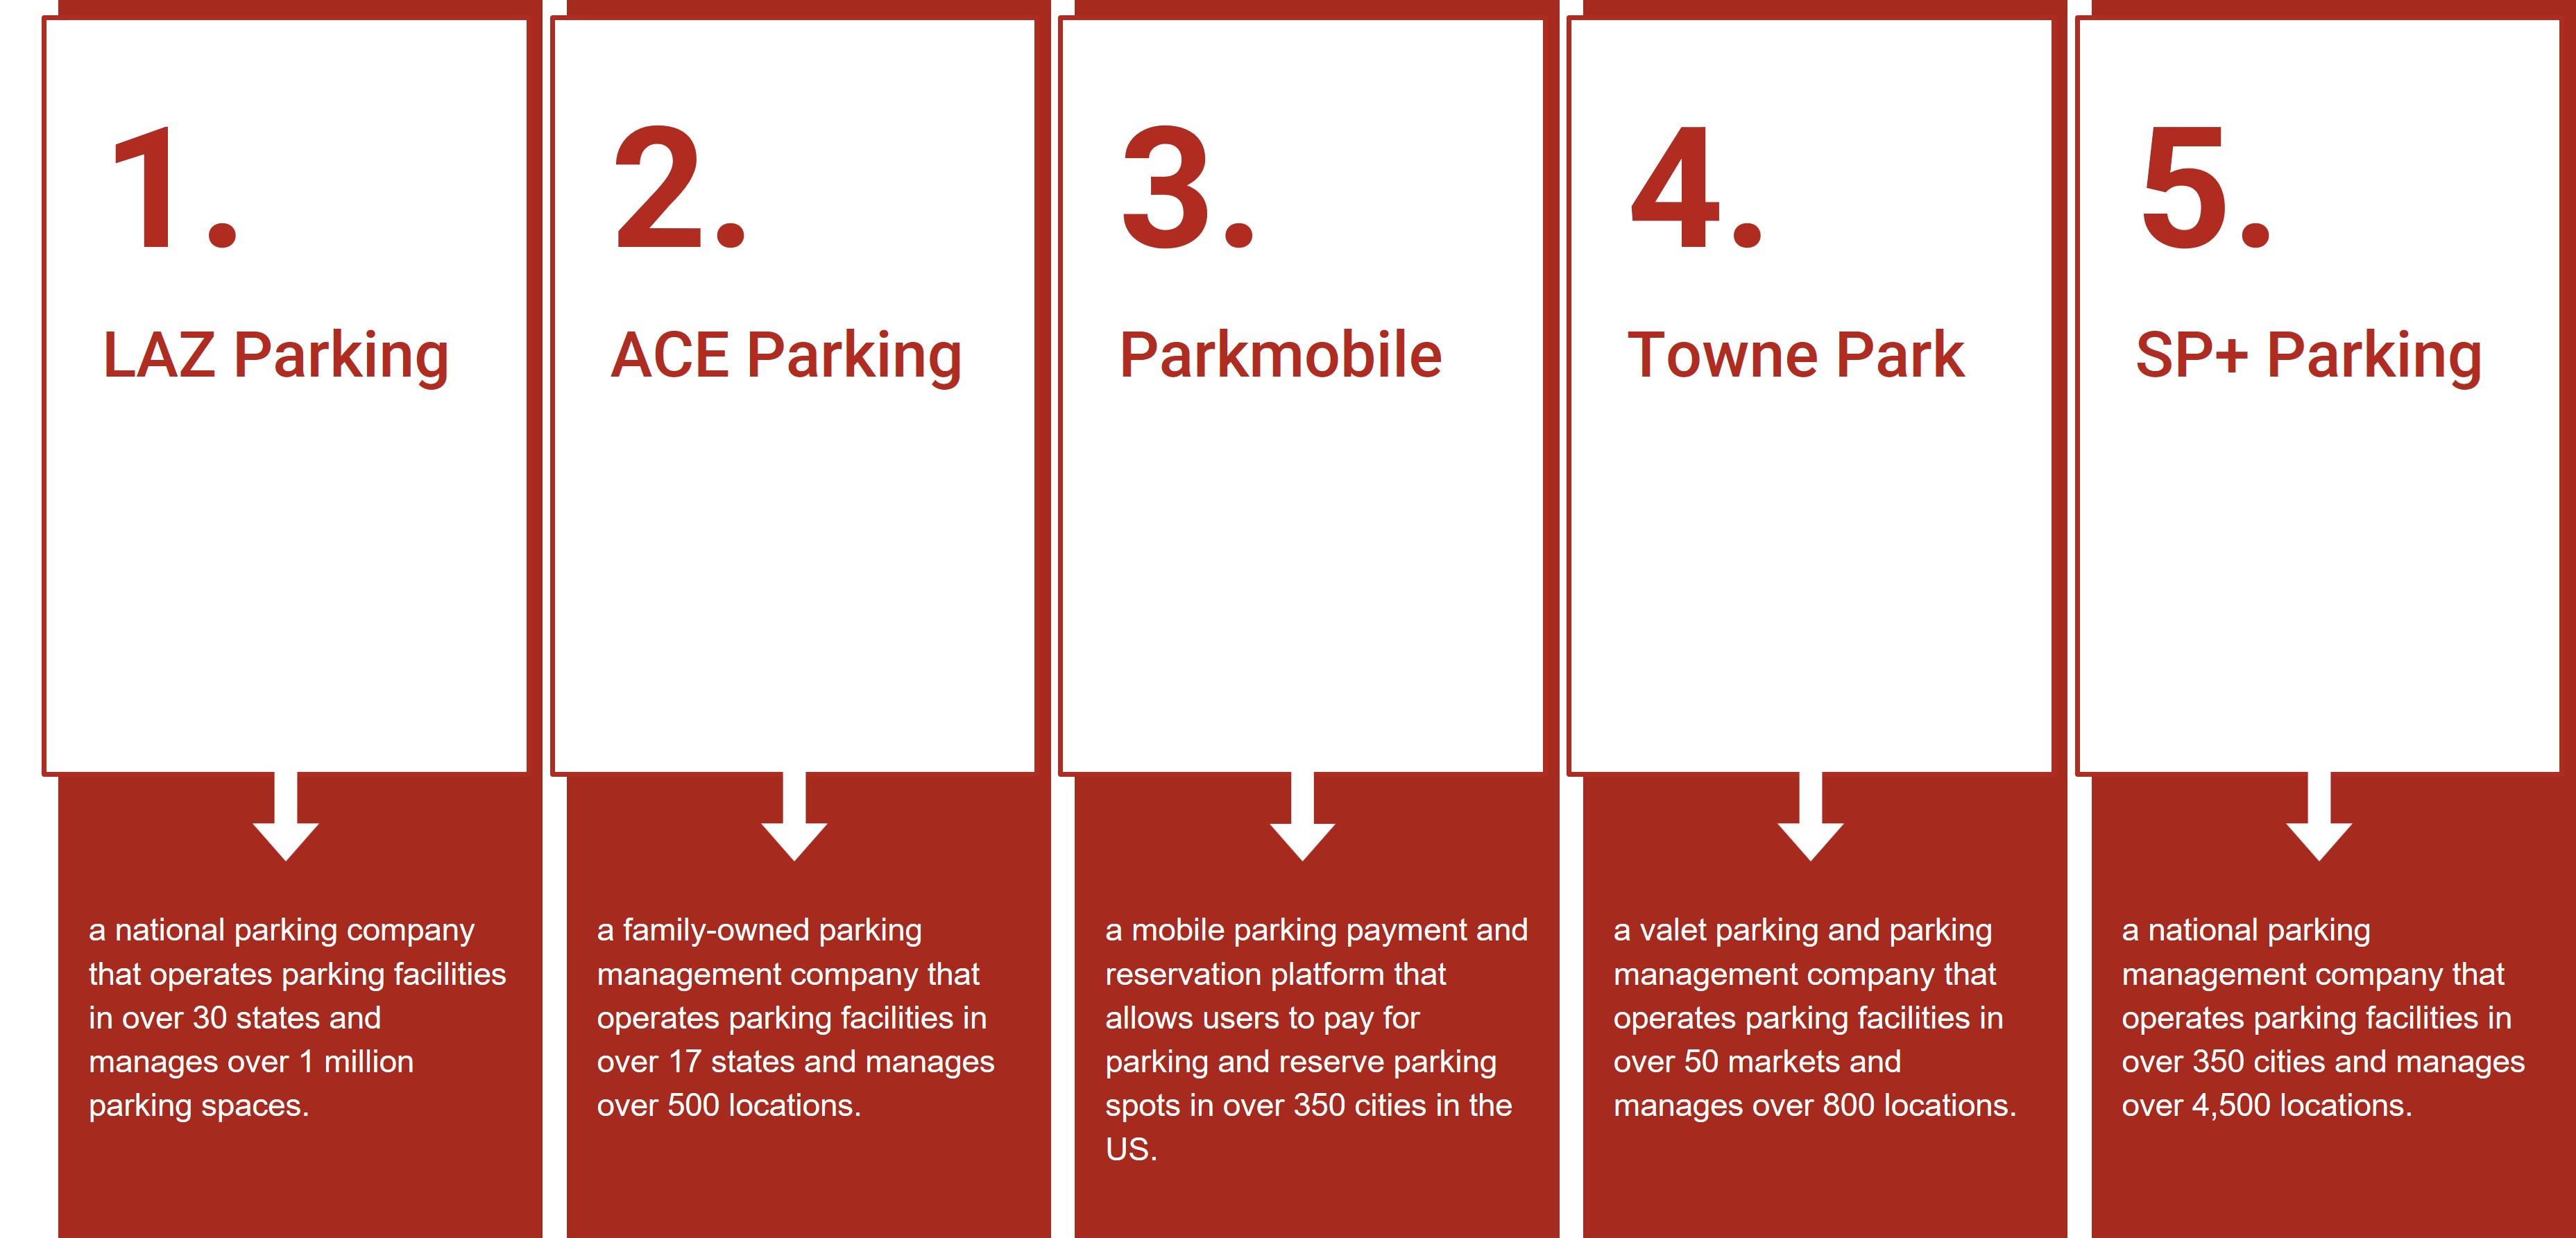 1.
LAZ Parking
a national parking company
that operates parking facilities
in over 30 states and
manages over 1 million
parking spaces.
2.
ACE Parking
a family-owned parking
management company that
operates parking facilities in
over 17 states and manages
over 500 locations.
3.
Parkmobile
a mobile parking payment and
reservation platform that
allows users to pay for
parking and reserve parking
spots in over 350 cities in the
US.
4.
Towne Park
a valet parking and parking
management company that
operates parking facilities in
over 50 markets and
manages over 800 locations.
5.
SP+ Parking
a national parking
management company that
operates parking facilities in
over 350 cities and manages
over 4,500 locations.